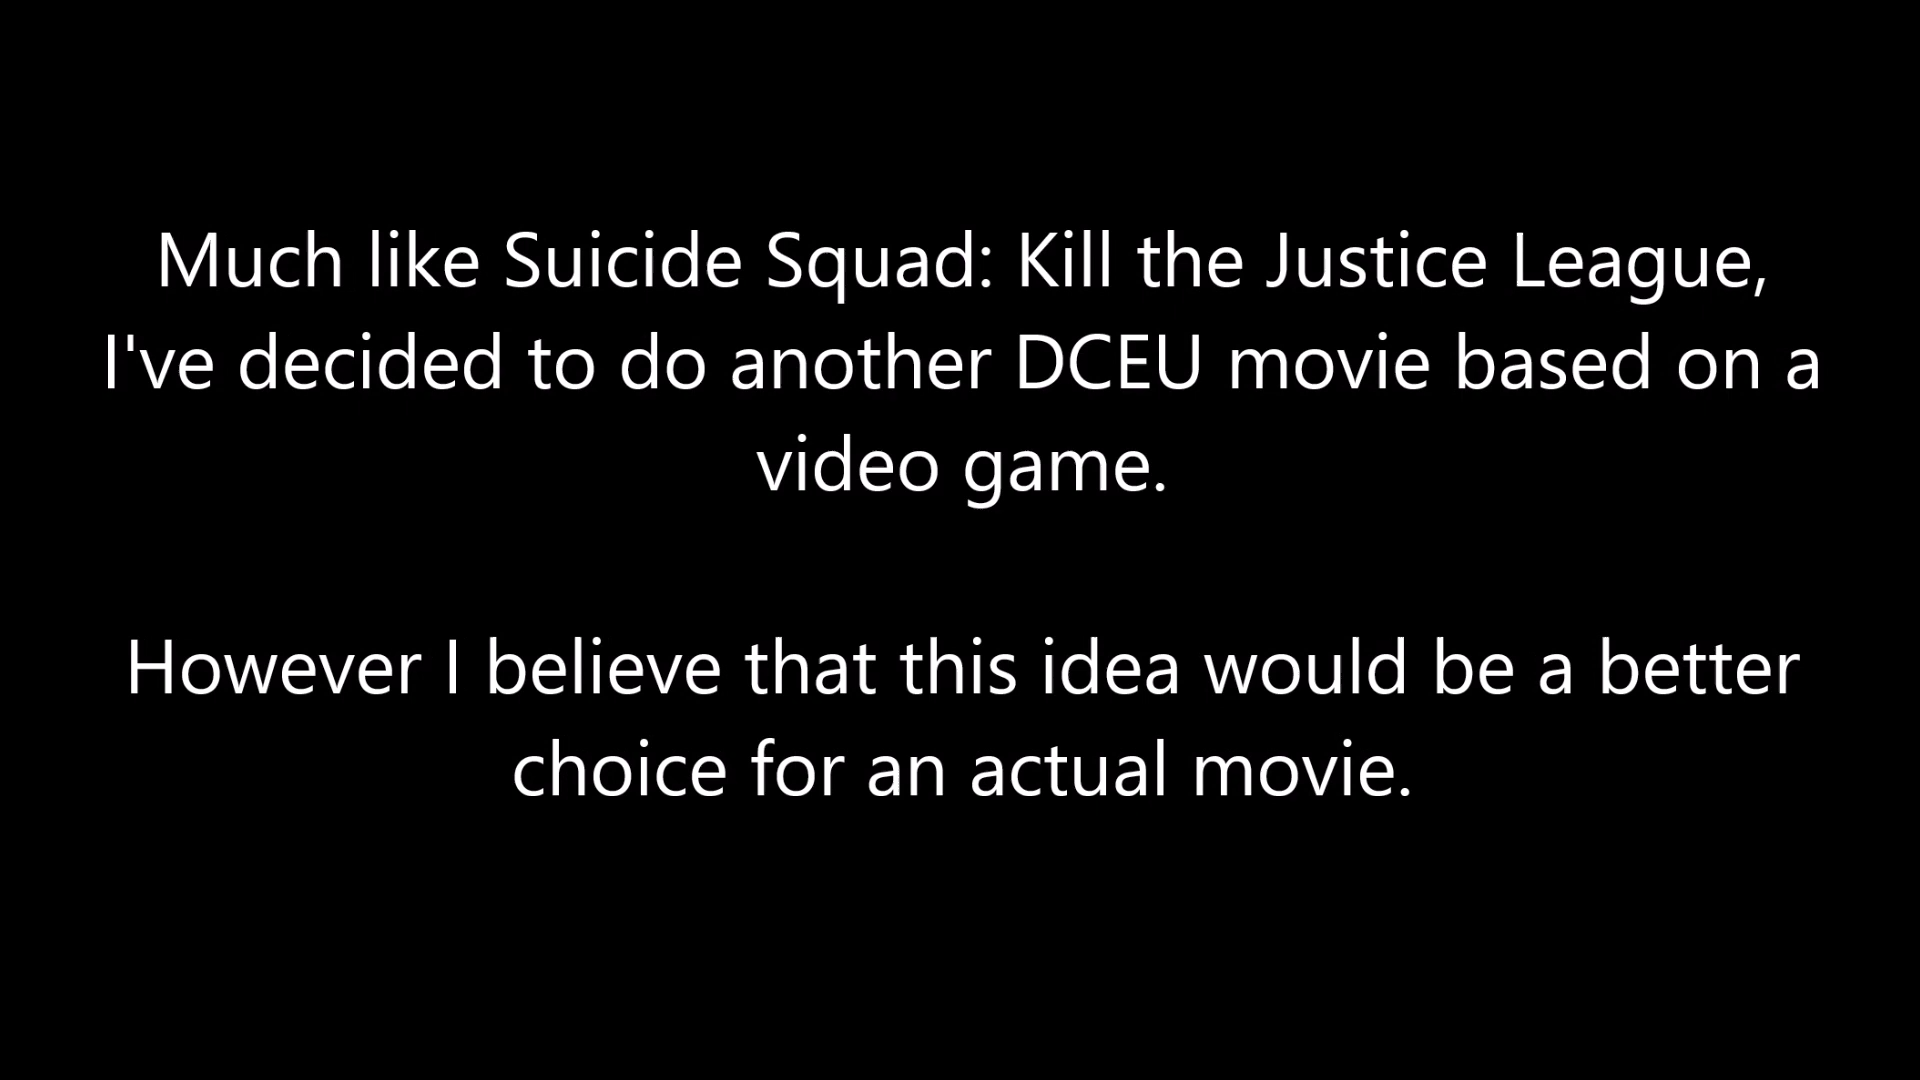 Much like Suicide Squad: Kill the Justice League,
I've decided to do another DCEU movie based on a
video game.
However I believe that this idea would be a better
choice for an actual movie.